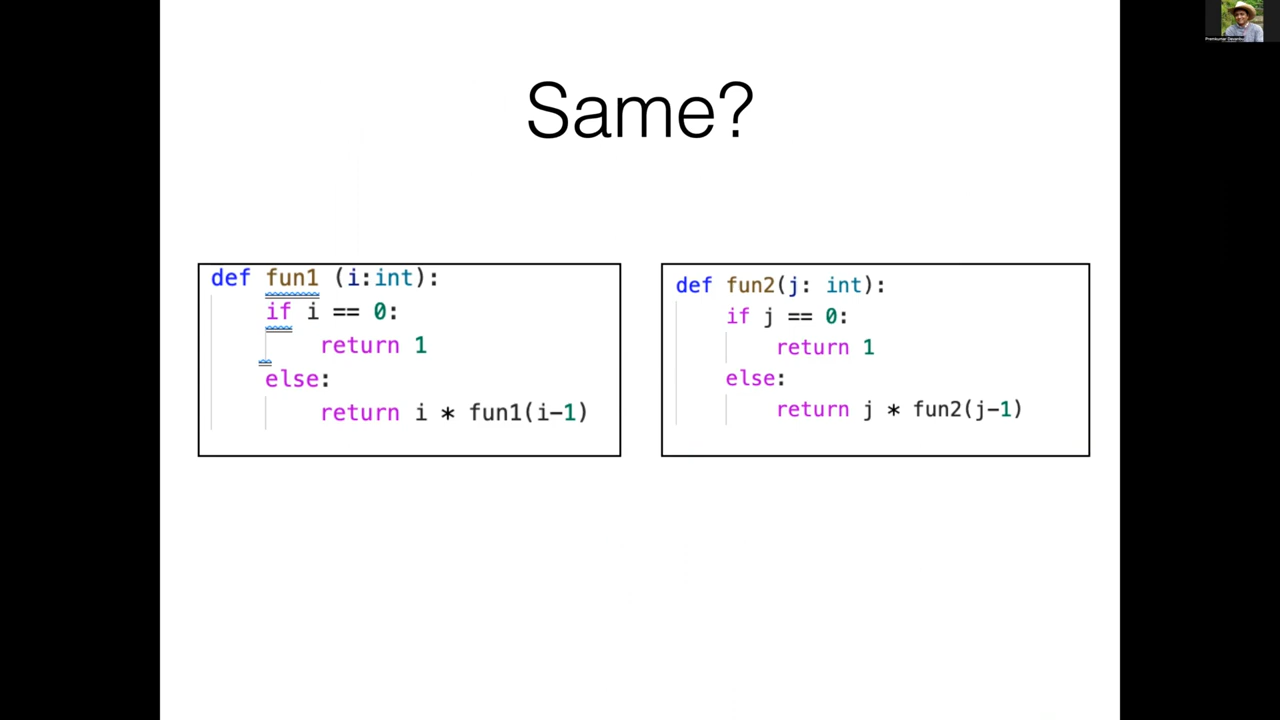 Same?
def fun1 (i:int):
    if i == 0:
        return 1
    else:
        return i * fun1(i-1)
def fun2(j: int):
    if j == 0:
        return 1
    else:
        return j * fun2(j-1)